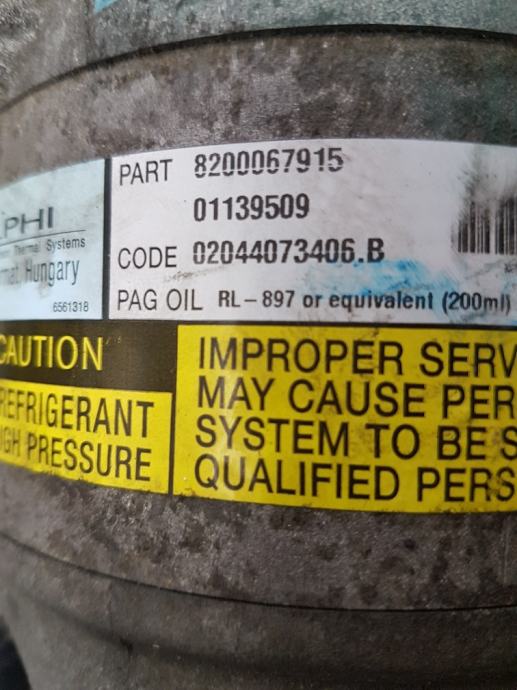 PHI
Thermal Systems
Hungary
6561318
PART 8200067915
01139509
CODE 02044073406.B
PAG OIL RL-897 or equivalent (200ml)
CAUTION
REFRIGERANT
GH PRESSURE
IMPROPER SERV
MAY CAUSE PER
SYSTEM TO BE S
QUALIFIED PERS